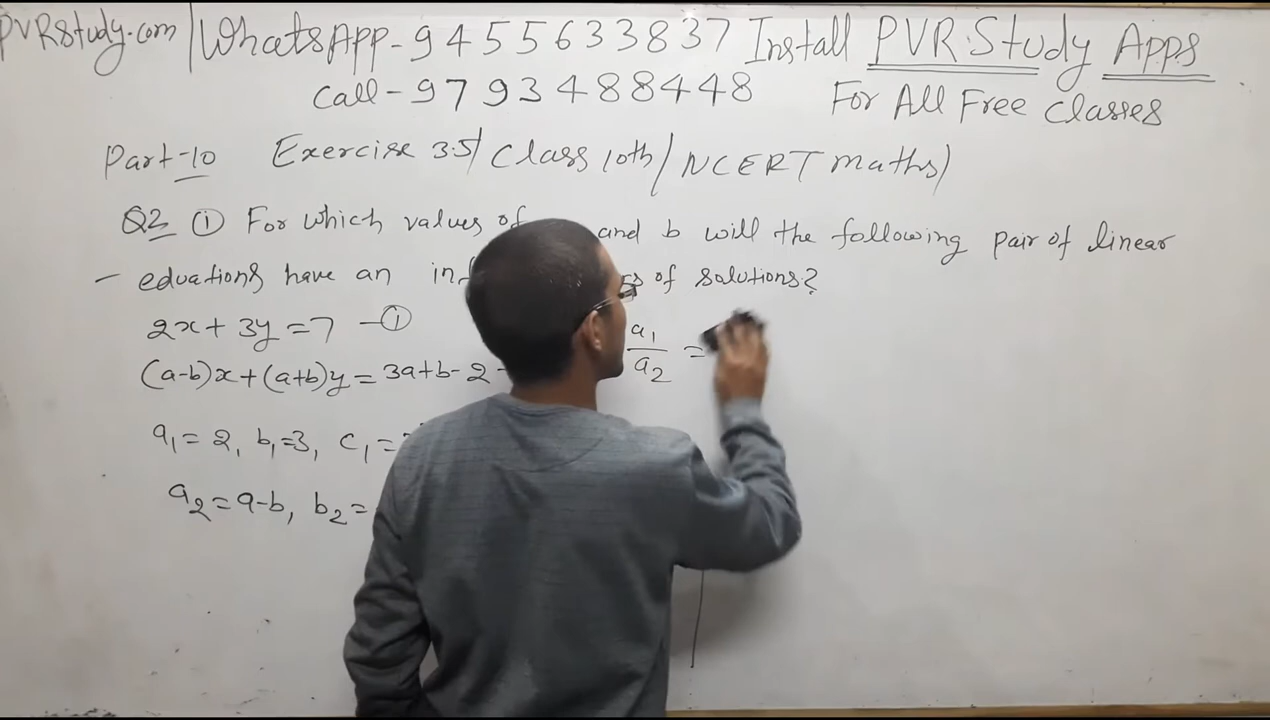 PVRStudy.com | WhatsApp-9455633837 Install PVR.Study Apps
Call-9793488448 For All Free Classes
Part-10 Exercise 3.5/ Class 10th/ NCERT maths)
Q2 ① For which values of and b will the following pair of linear
- eduations have an of solutions?
2x+3y=7 -①
(a-b)x+(a+b)y=3a+b-2
a₁/a₂ =
a₁=2, b₁=3, c₁=
a₂=a-b, b₂=